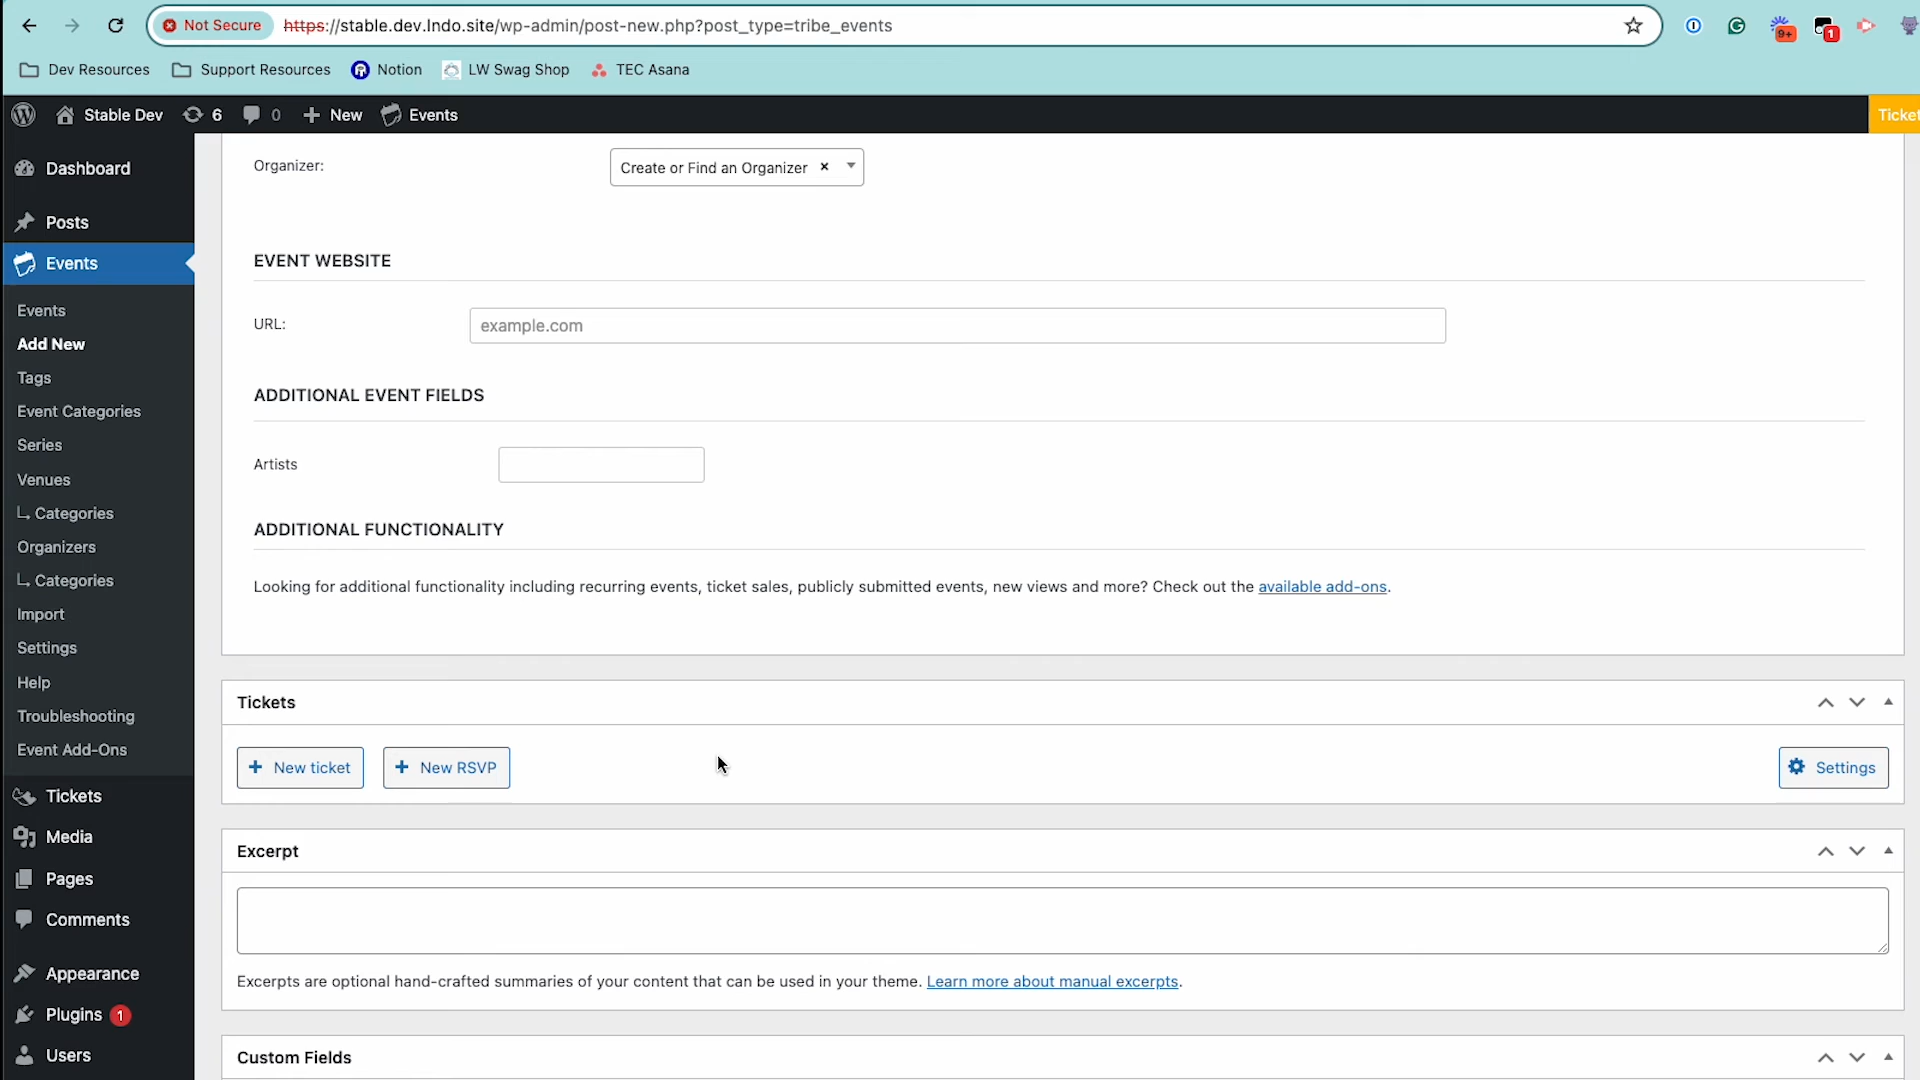 Not Secure https://stable.dev.lndo.site/wp-admin/post-new.php?post_type=tribe_events
9+
1
Dev Resources Support Resources Notion LW Swag Shop TEC Asana
Stable Dev 6 0 New Events
Dashboard
Posts
Events
Events
Add New
Tags
Event Categories
Series
Venues
Categories
Organizers
Categories
Import
Settings
Help
Troubleshooting
Event Add-Ons
Tickets
Media
Pages
Comments
Appearance
Plugins 1
Users
Organizer: Create or Find an Organizer ×
EVENT WEBSITE
URL: example.com
ADDITIONAL EVENT FIELDS
Artists
ADDITIONAL FUNCTIONALITY
Looking for additional functionality including recurring events, ticket sales, publicly submitted events, new views and more? Check out the available add-ons.
Tickets
+ New ticket + New RSVP Settings
Excerpt
Excerpts are optional hand-crafted summaries of your content that can be used in your theme. Learn more about manual excerpts.
Custom Fields